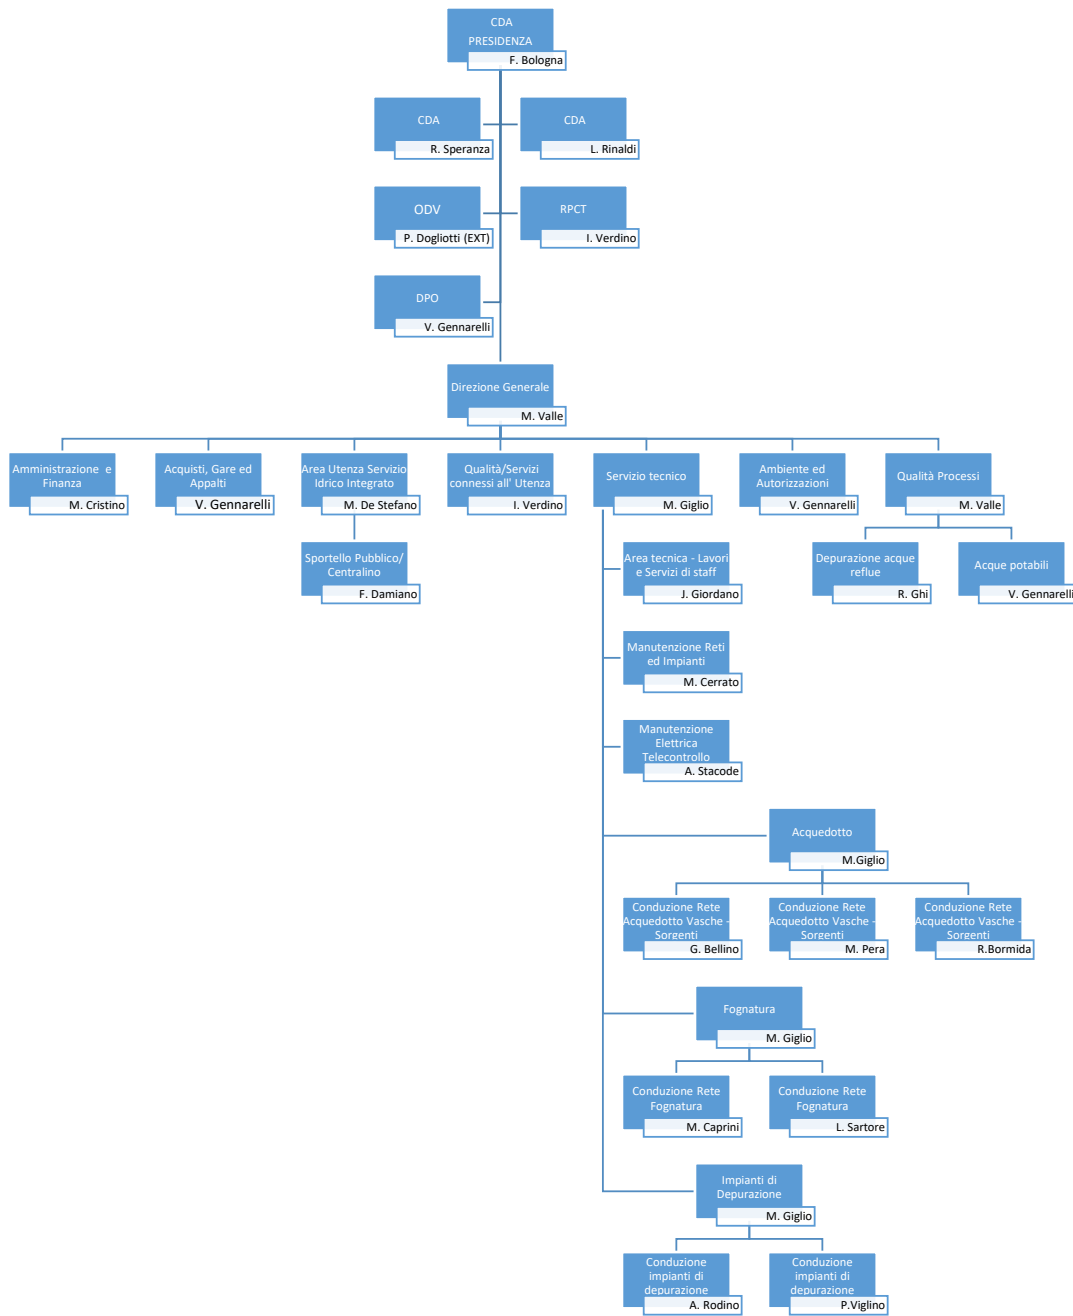 CDA
PRESIDENZA
F. Bologna
CDA
R. Speranza
CDA
L. Rinaldi
ODV
P. Dogliotti (EXT)
RPCT
I. Verdino
DPO
V. Gennarelli
Direzione Generale
M. Valle
Amministrazione e
Finanza
M. Cristino
Acquisti, Gare ed
Appalti
V. Gennarelli
Area Utenza Servizio
Idrico Integrato
M. De Stefano
Qualità/Servizi
connessi all' Utenza
I. Verdino
Servizio tecnico
M. Giglio
Ambiente ed
Autorizzazioni
V. Gennarelli
Qualità Processi
M. Valle
Sportello Pubblico/
Centralino
F. Damiano
Area tecnica - Lavori
e Servizi di staff
J. Giordano
Depurazione acque
reflue
R. Ghi
Acque potabili
V. Gennarelli
Manutenzione Reti
ed Impianti
M. Cerrato
Manutenzione
Elettrica
Telecontrollo
A. Stacode
Acquedotto
M.Giglio
Conduzione Rete
Acquedotto Vasche -
Sorgenti
G. Bellino
Conduzione Rete
Acquedotto Vasche -
Sorgenti
M. Pera
Conduzione Rete
Acquedotto Vasche -
Sorgenti
R.Bormida
Fognatura
M. Giglio
Conduzione Rete
Fognatura
M. Caprini
Conduzione Rete
Fognatura
L. Sartore
Impianti di
Depurazione
M. Giglio
Conduzione
impianti di
depurazione
A. Rodino
Conduzione
impianti di
depurazione
P.Viglino